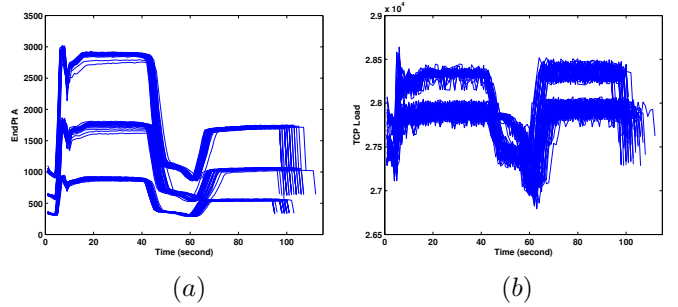 x 10^4
3500
3000
2500
2000
1500
1000
500
0
EndPt A
0 20 40 60 80 100
Time (second)
(a)
2.9
2.85
2.8
2.75
2.7
2.65
TCP Load
0 20 40 60 80 100
Time (second)
(b)